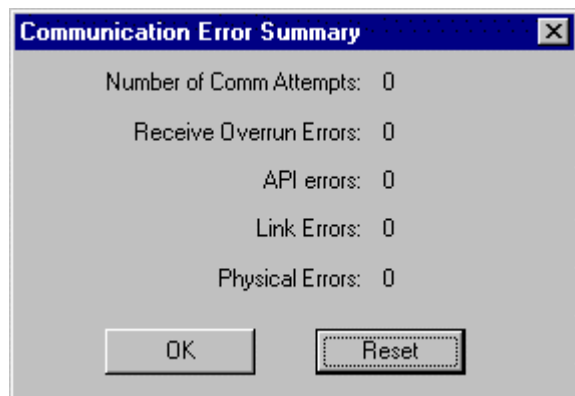 Communication Error Summary
Number of Comm Attempts: 0
Receive Overrun Errors: 0
API errors: 0
Link Errors: 0
Physical Errors: 0
OK Reset